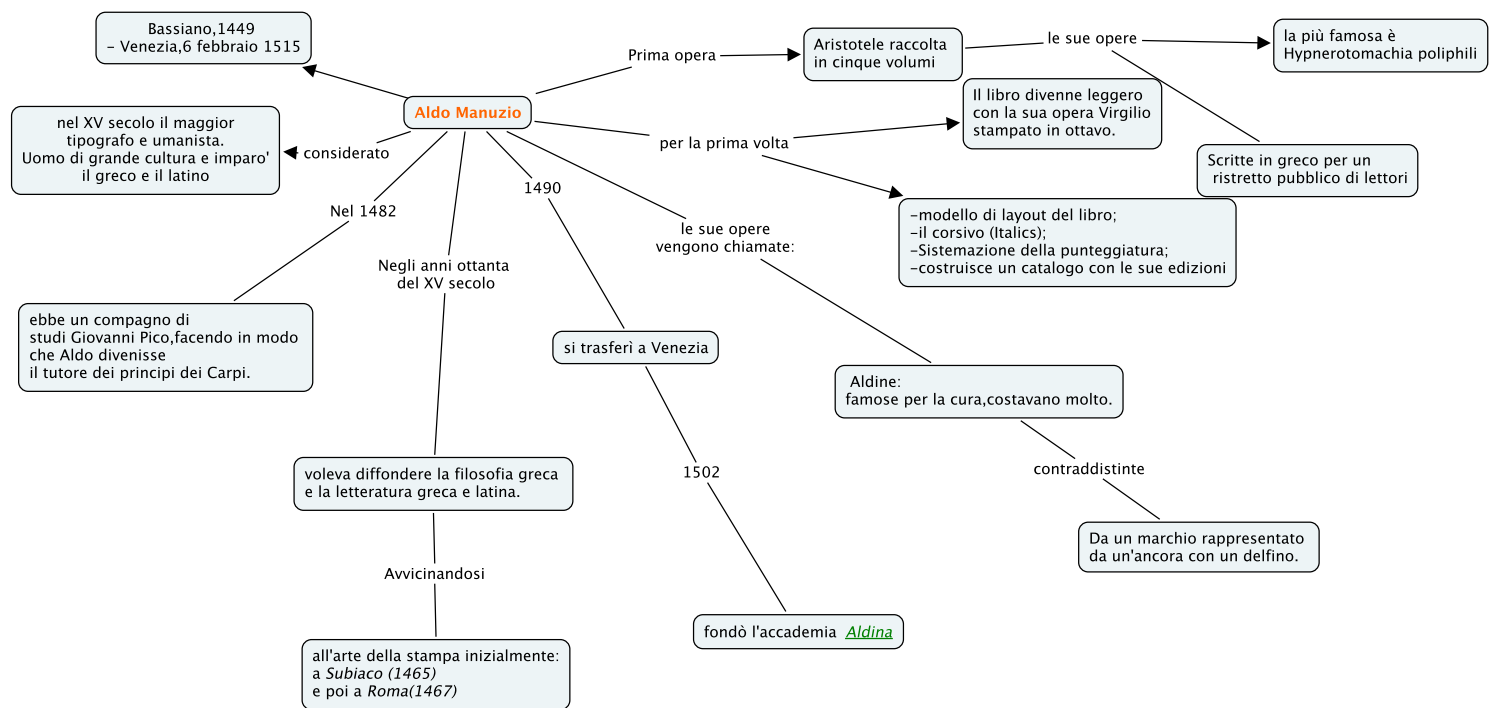 Bassiano,1449
- Venezia,6 febbraio 1515
Aldo Manuzio
Prima opera
Aristotele raccolta
in cinque volumi
le sue opere
la più famosa è
Hypnerotomachia poliphili
Scritte in greco per un
ristretto pubblico di lettori
per la prima volta
Il libro divenne leggero
con la sua opera Virgilio
stampato in ottavo.
-modello di layout del libro;
-il corsivo (Italics);
-Sistemazione della punteggiatura;
-costruisce un catalogo con le sue edizioni
considerato
nel XV secolo il maggior
tipografo e umanista.
Uomo di grande cultura e imparo'
il greco e il latino
Nel 1482
ebbe un compagno di
studi Giovanni Pico,facendo in modo
che Aldo divenisse
il tutore dei principi dei Carpi.
Negli anni ottanta
del XV secolo
voleva diffondere la filosofia greca
e la letteratura greca e latina.
Avvicinandosi
all'arte della stampa inizialmente:
a Subiaco (1465)
e poi a Roma(1467)
1490
si trasferì a Venezia
1502
fondò l'accademia Aldina
le sue opere
vengono chiamate:
Aldine:
famose per la cura,costavano molto.
contraddistinte
Da un marchio rappresentato
da un'ancora con un delfino.